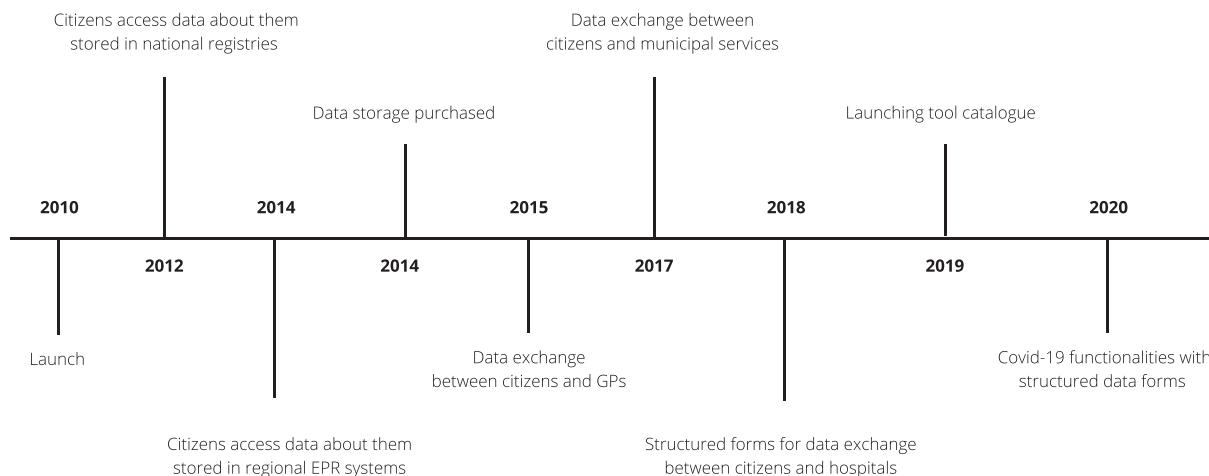 Citizens access data about them
stored in national registries
Data exchange between
citizens and municipal services
Data storage purchased
Launching tool catalogue
2010
2014
2015
2018
2020
2012
2014
2017
2019
Launch
Data exchange
between citizens and GPs
Covid-19 functionalities with
structured data forms
Citizens access data about them
stored in regional EPR systems
Structured forms for data exchange
between citizens and hospitals